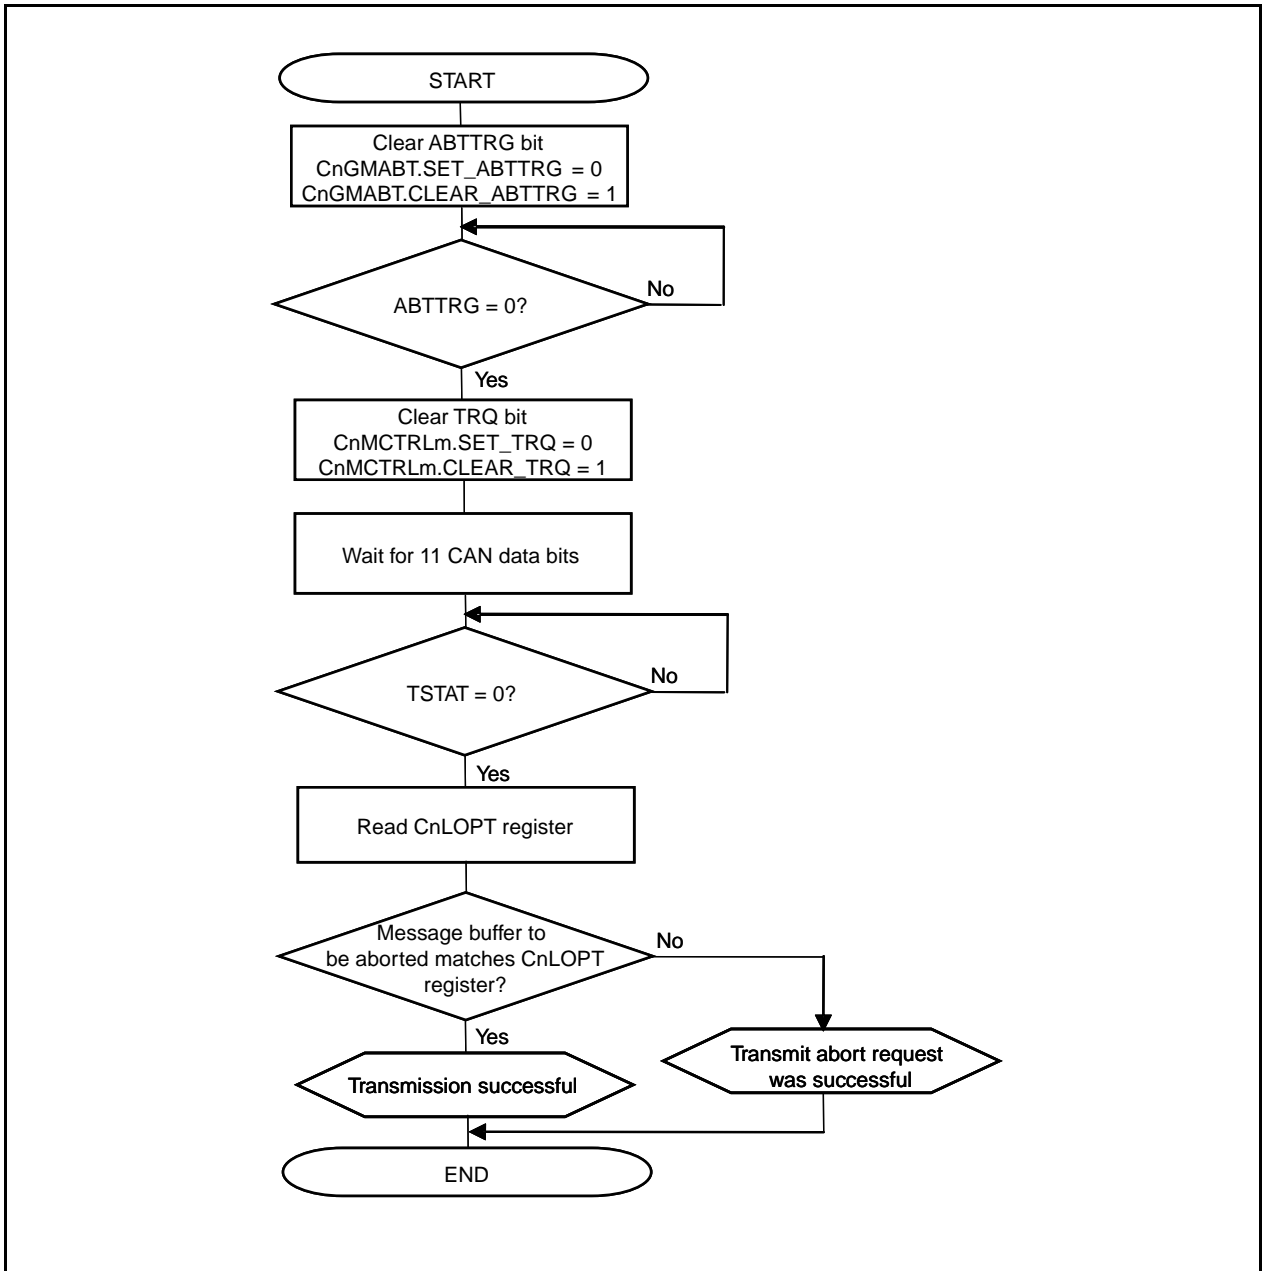 START
Clear ABTTRG bit
CnGMABT.SET_ABTTRG = 0
CnGMABT.CLEAR_ABTTRG = 1
ABTTRG = 0?
No
Yes
Clear TRQ bit
CnMCTRLm.SET_TRQ = 0
CnMCTRLm.CLEAR_TRQ = 1
Wait for 11 CAN data bits
TSTAT = 0?
No
Yes
Read CnLOPT register
Message buffer to
be aborted matches CnLOPT
register?
No
Yes
Transmit abort request
was successful
Transmission successful
END